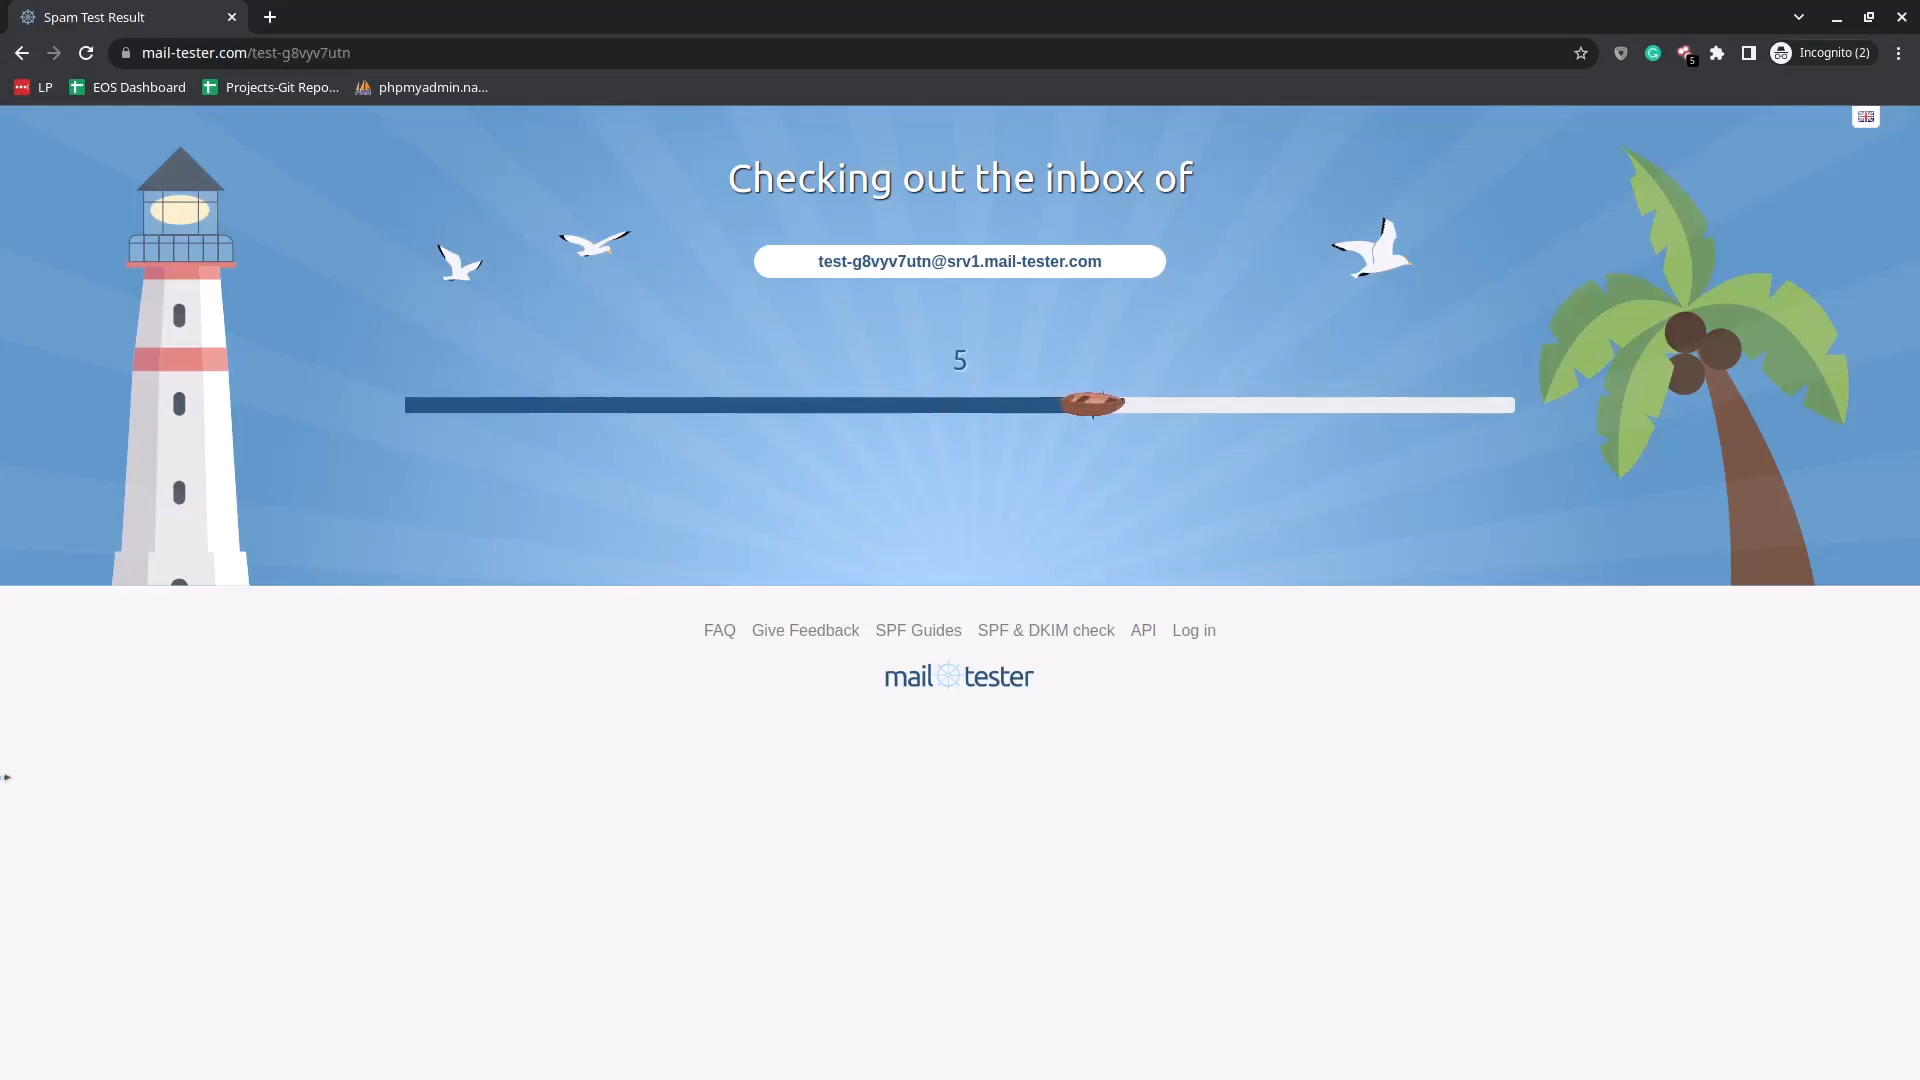 Spam Test Result
mail-tester.com/test-g8vyv7utn
5
Incognito (2)
LP
EOS Dashboard
Projects-Git Repo...
phpmyadmin.na...
Checking out the inbox of
test-g8vyv7utn@srv1.mail-tester.com
5
FAQ Give Feedback SPF Guides SPF & DKIM check API Log in
mail tester